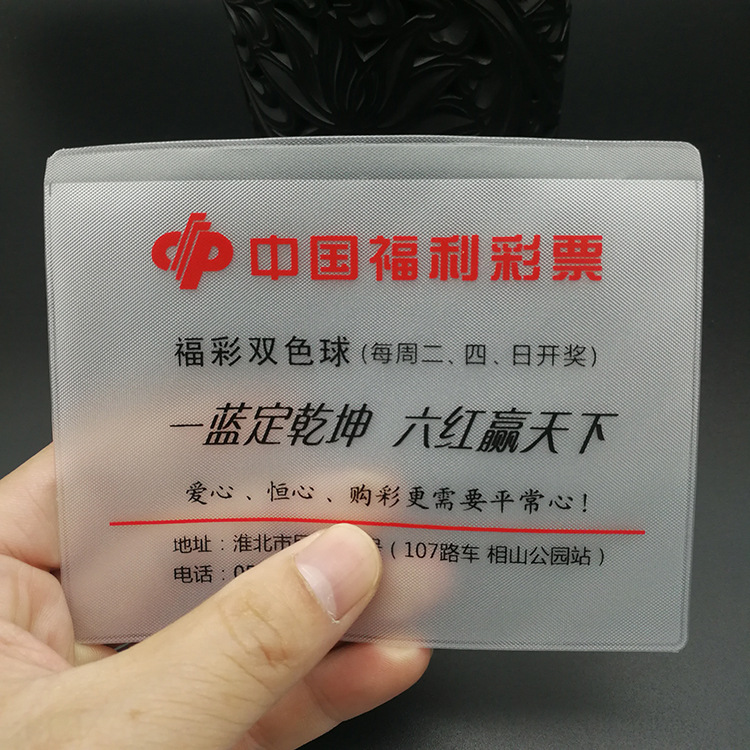 中国福利彩票
福彩双色球(每周二、四、日开奖)
一蓝定乾坤 六红赢天下
爱心、恒心、购彩更需要平常心!
地址:淮北市 (107路车 相山公园站)
电话:05